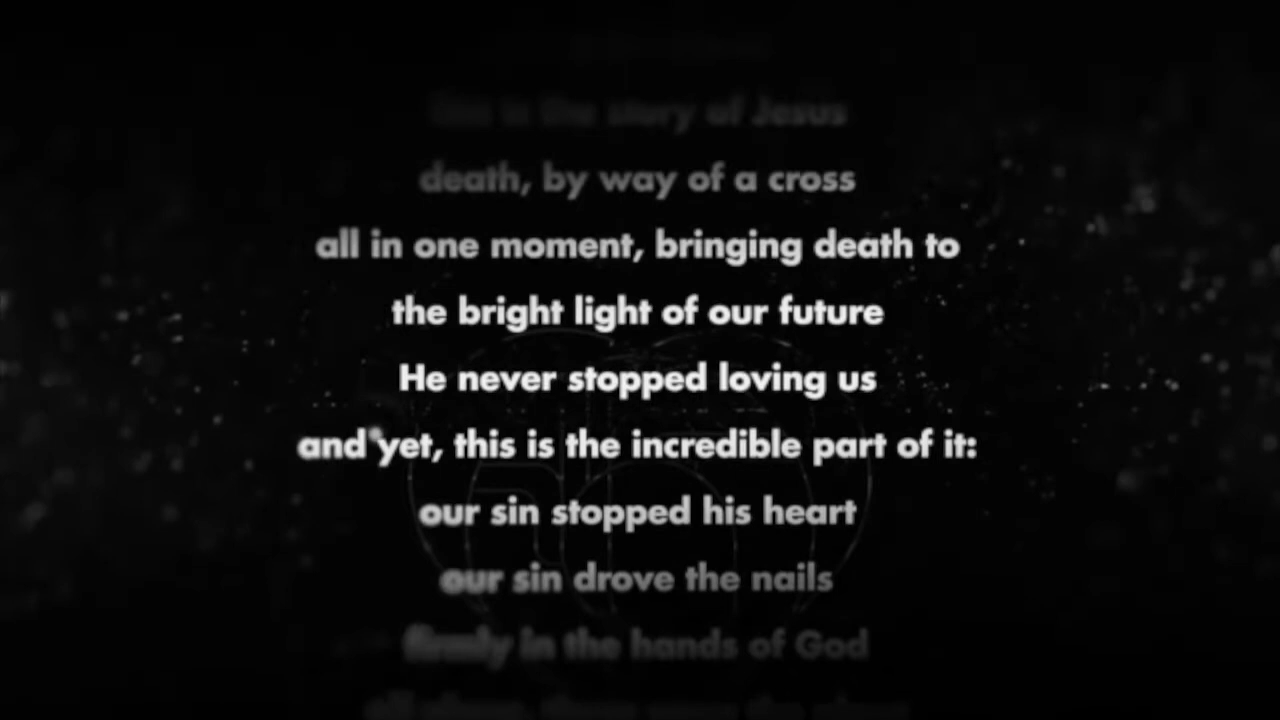 this is the story of Jesus
death, by way of a cross
all in one moment, bringing death to
the bright light of our future
He never stopped loving us
and yet, this is the incredible part of it:
our sin stopped his heart
our sin drove the nails
firmly in the hands of God